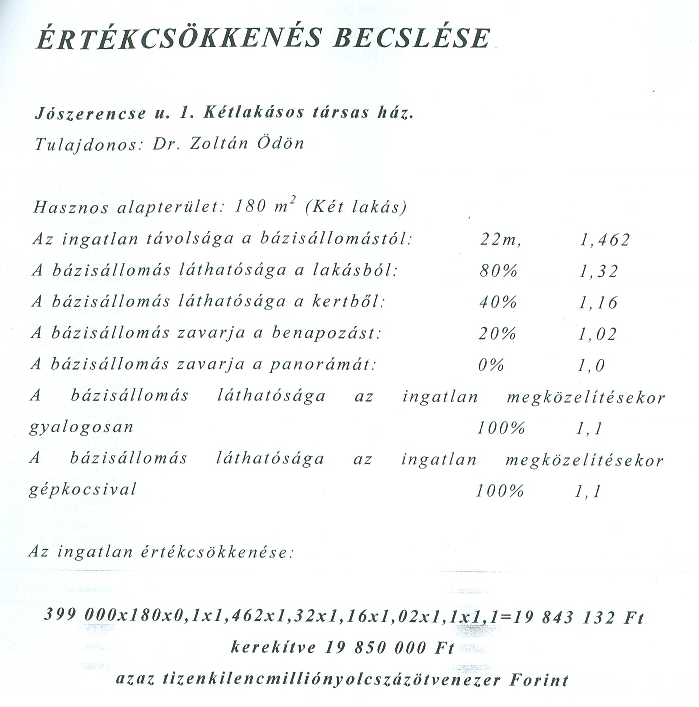 ÉRTÉKCSÖKKENÉS BECSLÉSE
Jószerencse u. 1. Kétlakásos társas ház.
Tulajdonos: Dr. Zoltán Ödön
Hasznos alapterület: 180 m² (Két lakás)
Az ingatlan távolsága a bázisállomástól: 22m, 1,462
A bázisállomás láthatósága a lakásból: 80% 1,32
A bázisállomás láthatósága a kertből: 40% 1,16
A bázisállomás zavarja a benapozást: 20% 1,02
A bázisállomás zavarja a panorámát: 0% 1,0
A bázisállomás láthatósága az ingatlan megközelítésekor
gyalogosan 100% 1,1
A bázisállomás láthatósága az ingatlan megközelítésekor
gépkocsival 100% 1,1
Az ingatlan értékcsökkenése:
399 000x180x0,1x1,462x1,32x1,16x1,02x1,1x1,1=19 843 132 Ft
kerekítve 19 850 000 Ft
azaz tizenkilencmilliónyolcszázötvenezer Forint